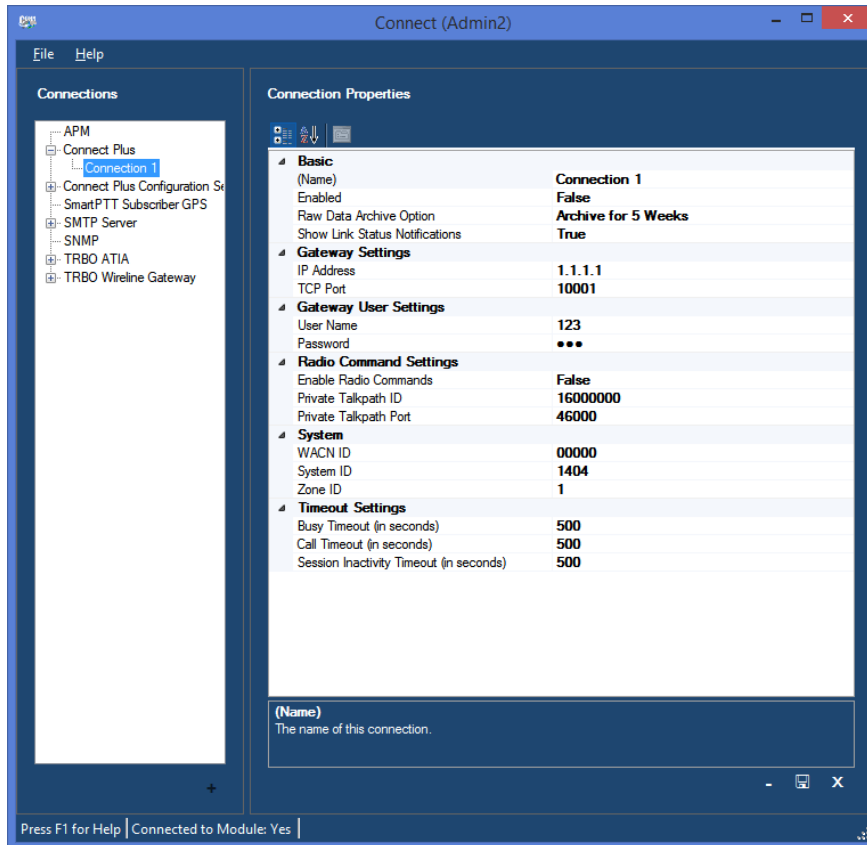 Connect (Admin2)
File Help
Connections
Connection Properties
APM
Connect Plus
Connection 1
Connect Plus Configuration Se
SmartPTT Subscriber GPS
SMTP Server
SNMP
TRBO ATIA
TRBO Wireline Gateway
Basic
(Name) Connection 1
Enabled False
Raw Data Archive Option Archive for 5 Weeks
Show Link Status Notifications True
Gateway Settings
IP Address 1.1.1.1
TCP Port 10001
Gateway User Settings
User Name 123
Password ●●●
Radio Command Settings
Enable Radio Commands False
Private Talkpath ID 16000000
Private Talkpath Port 46000
System
WACN ID 00000
System ID 1404
Zone ID 1
Timeout Settings
Busy Timeout (in seconds) 500
Call Timeout (in seconds) 500
Session Inactivity Timeout (in seconds) 500
(Name)
The name of this connection.
Press F1 for Help Connected to Module: Yes